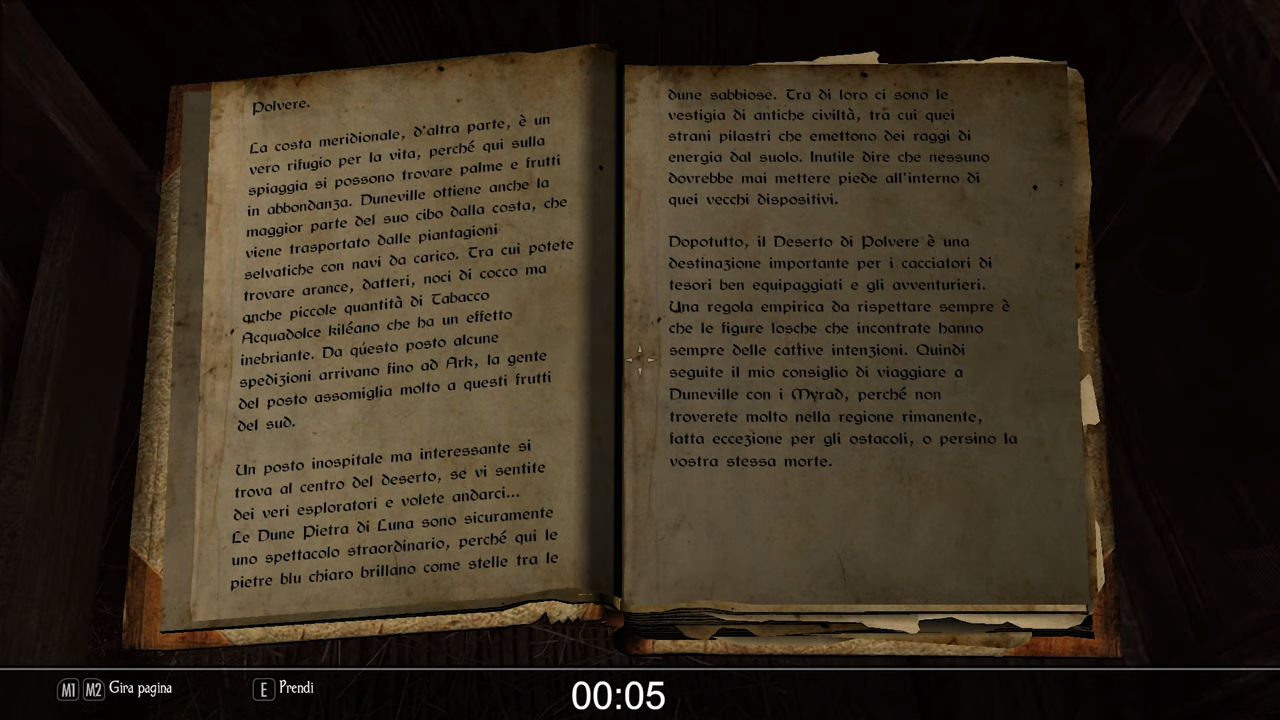 Polvere.
La costa meridionale, d'altra parte, è un
vero rifugio per la vita, perché qui sulla
spiaggia si possono trovare palme e frutti
in abbondanza. Duneville ottiene anche la
maggior parte del suo cibo dalla costa, che
viene trasportato dalle piantagioni
selvatiche con navi da carico. Tra cui potete
trovare arance, datteri, noci di cocco ma
anche piccole quantità di Tabacco
Acquadolce kiléano che ha un effetto
inebriante. Da questo posto alcune
spedizioni arrivano fino ad Ark, la gente
del posto assomiglia molto a questi frutti
del sud.
Un posto inospitale ma interessante si
trova al centro del deserto, se vi sentite
dei veri esploratori e volete andarci...
Le Dune Pietra di Luna sono sicuramente
uno spettacolo straordinario, perché qui le
pietre blu chiaro brillano come stelle tra le
dune sabbiose. Tra di loro ci sono le
vestigia di antiche civiltà, tra cui quei
strani pilastri che emettono dei raggi di
energia dal suolo. Inutile dire che nessuno
dovrebbe mai mettere piede all'interno di
quei vecchi dispositivi.
Dopotutto, il Deserto di Polvere è una
destinazione importante per i cacciatori di
tesori ben equipaggiati e gli avventurieri.
Una regola empirica da rispettare sempre è
che le figure losche che incontrate hanno
sempre delle cattive intenzioni. Quindi
seguite il mio consiglio di viaggiare a
Duneville con i Myrad, perché non
troverete molto nella regione rimanente,
fatta eccezione per gli ostacoli, o persino la
vostra stessa morte.
M1 M2 Gira pagina
E Prendi
00:05